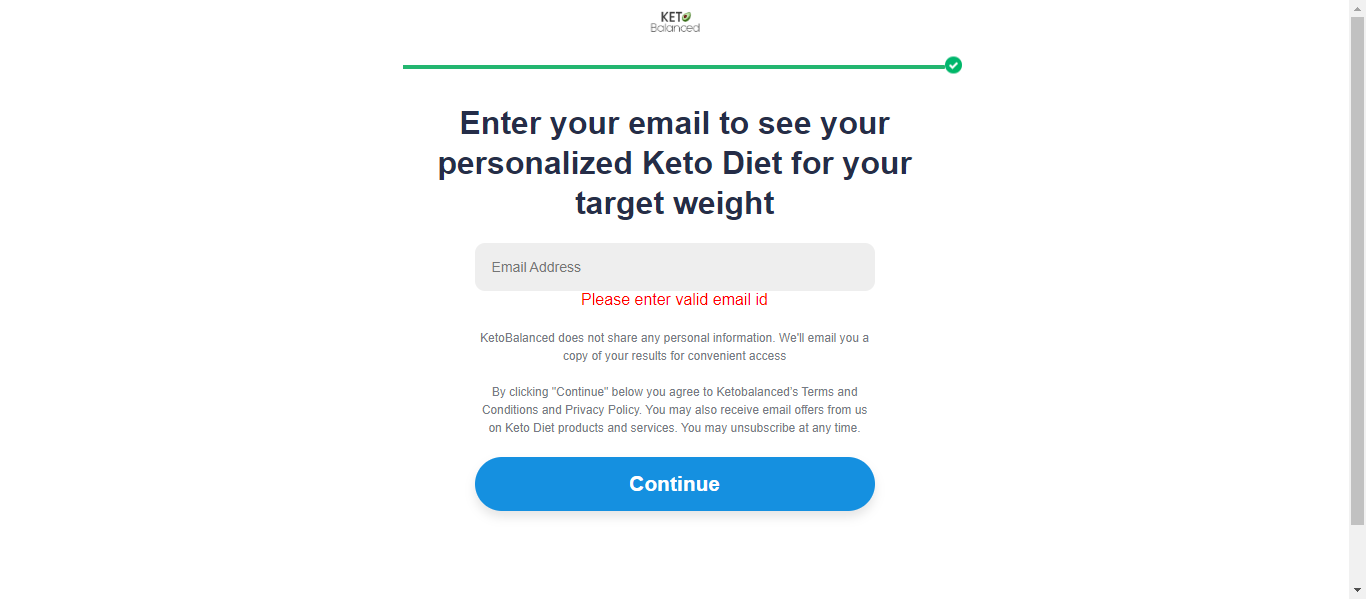 KETO
Balanced
Enter your email to see your
personalized Keto Diet for your
target weight
Email Address
Please enter valid email id
KetoBalanced does not share any personal information. We'll email you a
copy of your results for convenient access
By clicking "Continue" below you agree to Ketobalanced's Terms and
Conditions and Privacy Policy. You may also receive email offers from us
on Keto Diet products and services. You may unsubscribe at any time.
Continue